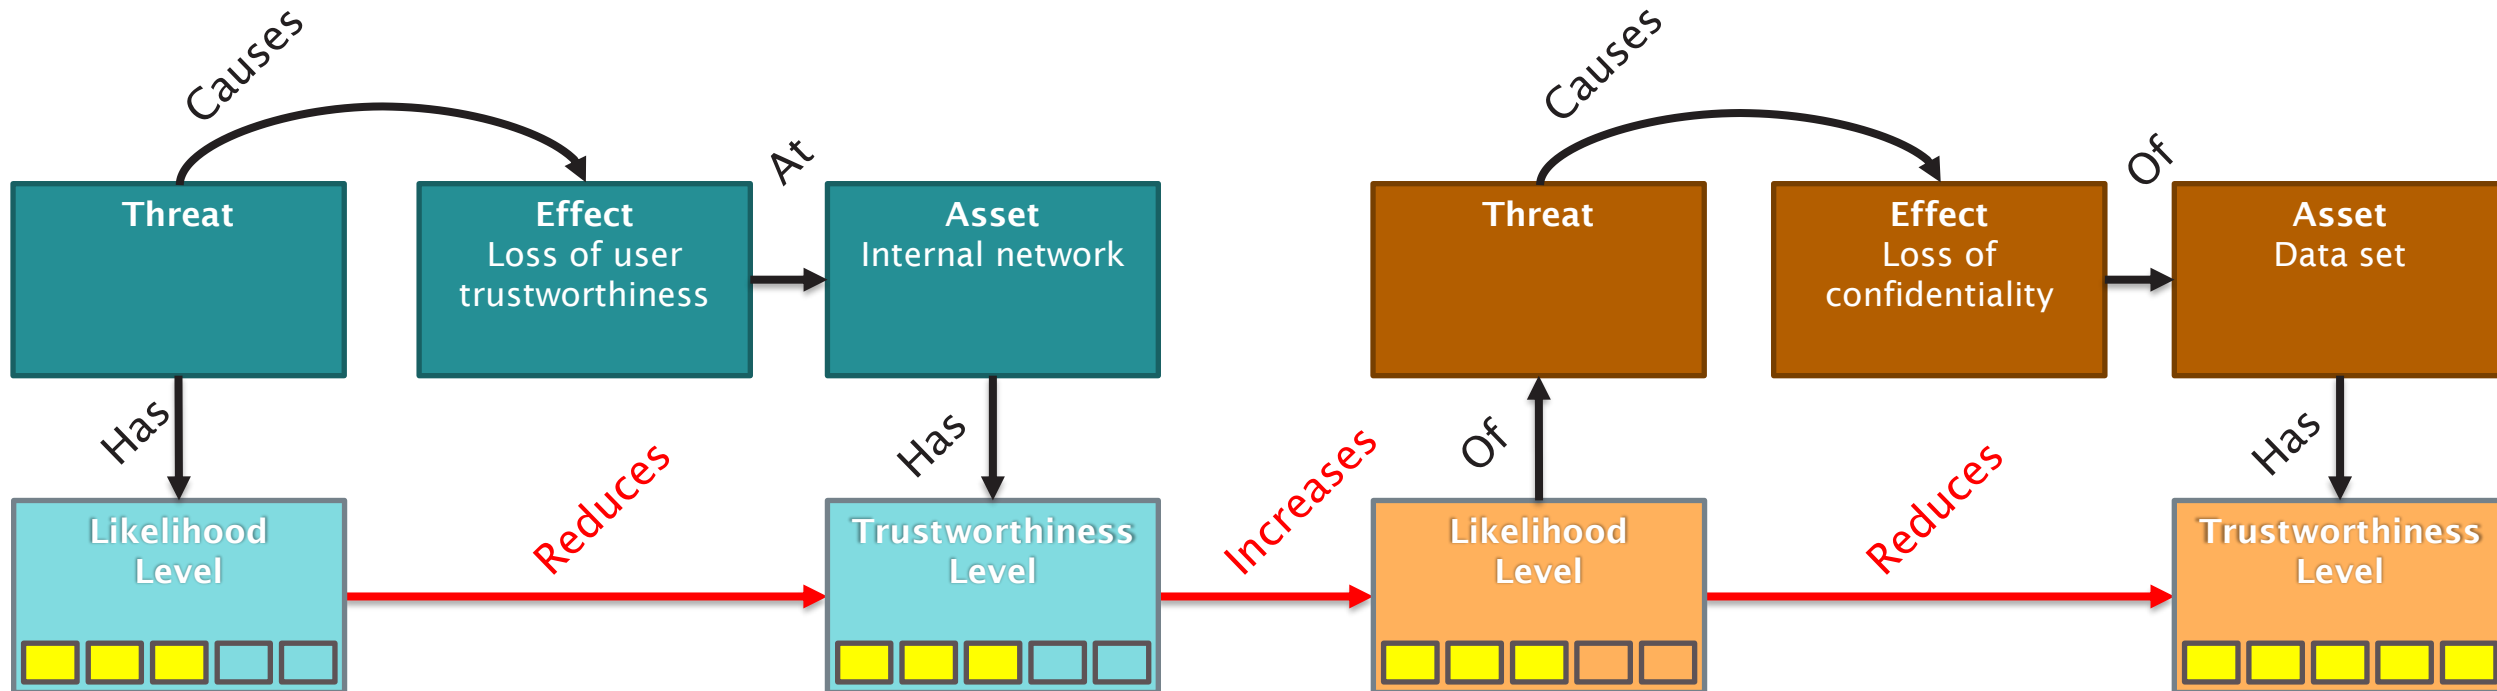 Causes
Causes
At
Of
Threat
Effect
Loss of user
trustworthiness
Asset
Internal network
Threat
Effect
Loss of
confidentiality
Asset
Data set
Has
Reduces
Has
Increases
Of
Reduces
Has
Likelihood
Level
Trustworthiness
Level
Likelihood
Level
Trustworthiness
Level